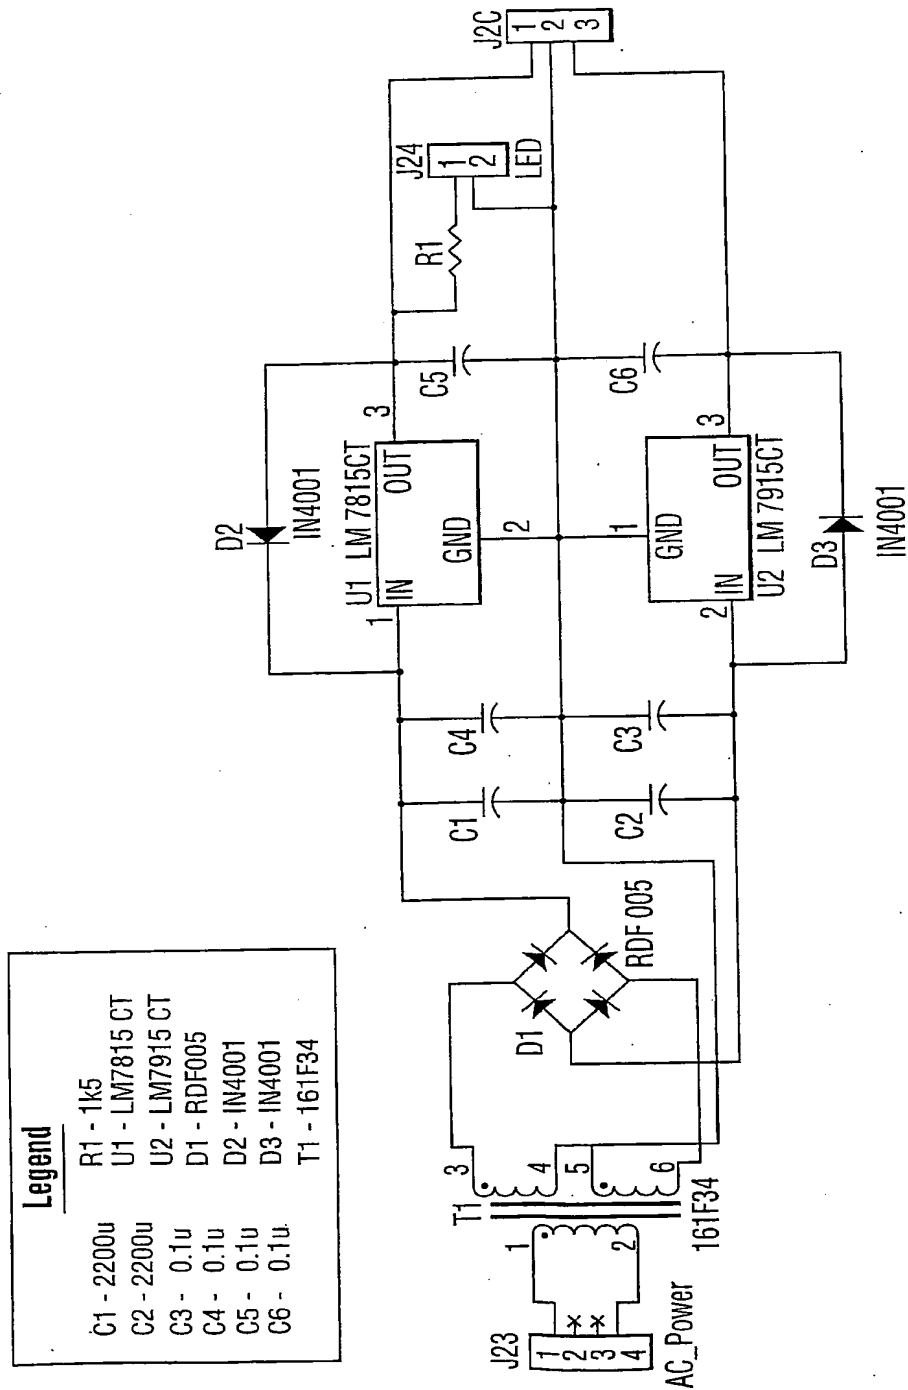 Legend
C1 - 2200u
C2 - 2200u
C3 - 0.1u
C4 - 0.1u
C5 - 0.1u
C6 - 0.1u
R1 - 1k5
U1 - LM7815 CT
U2 - LM7915 CT
D1 - RDF005
D2 - IN4001
D3 - IN4001
T1 - 161F34
J23
1
2
3
4
AC_Power
T1
1
2
3
4
5
6
161F34
D1
RDF 005
C1
C2
C4
C3
D2
IN4001
U1 LM 7815CT
1
IN
OUT
3
GND
2
1
GND
2
IN
OUT
3
U2 LM 7915CT
D3
IN4001
C5
C6
R1
J24
1
2
LED
J2C
1
2
3